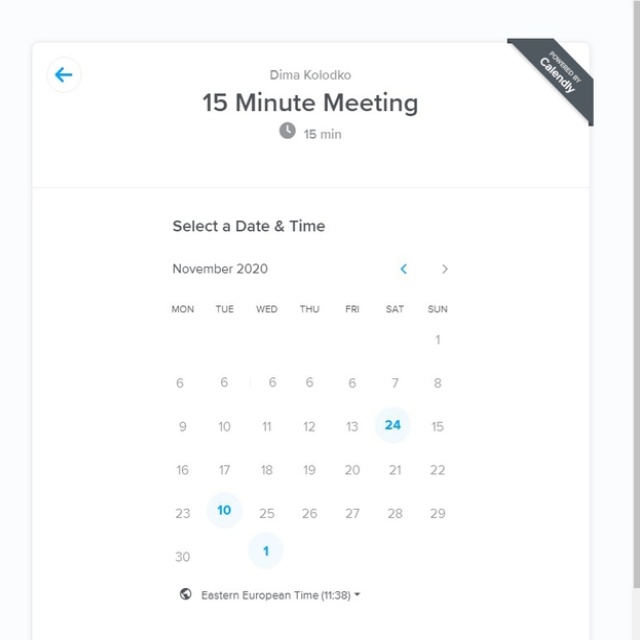 POWERED BY
Calendly
Dima Kolodko
15 Minute Meeting
15 min
Select a Date & Time
November 2020
MON TUE WED THU FRI SAT SUN
1
6 6 6 6 6 7 8
9 10 11 12 13 24 15
16 17 18 19 20 21 22
23 10 25 26 27 28 29
30 1
Eastern European Time (11:38)